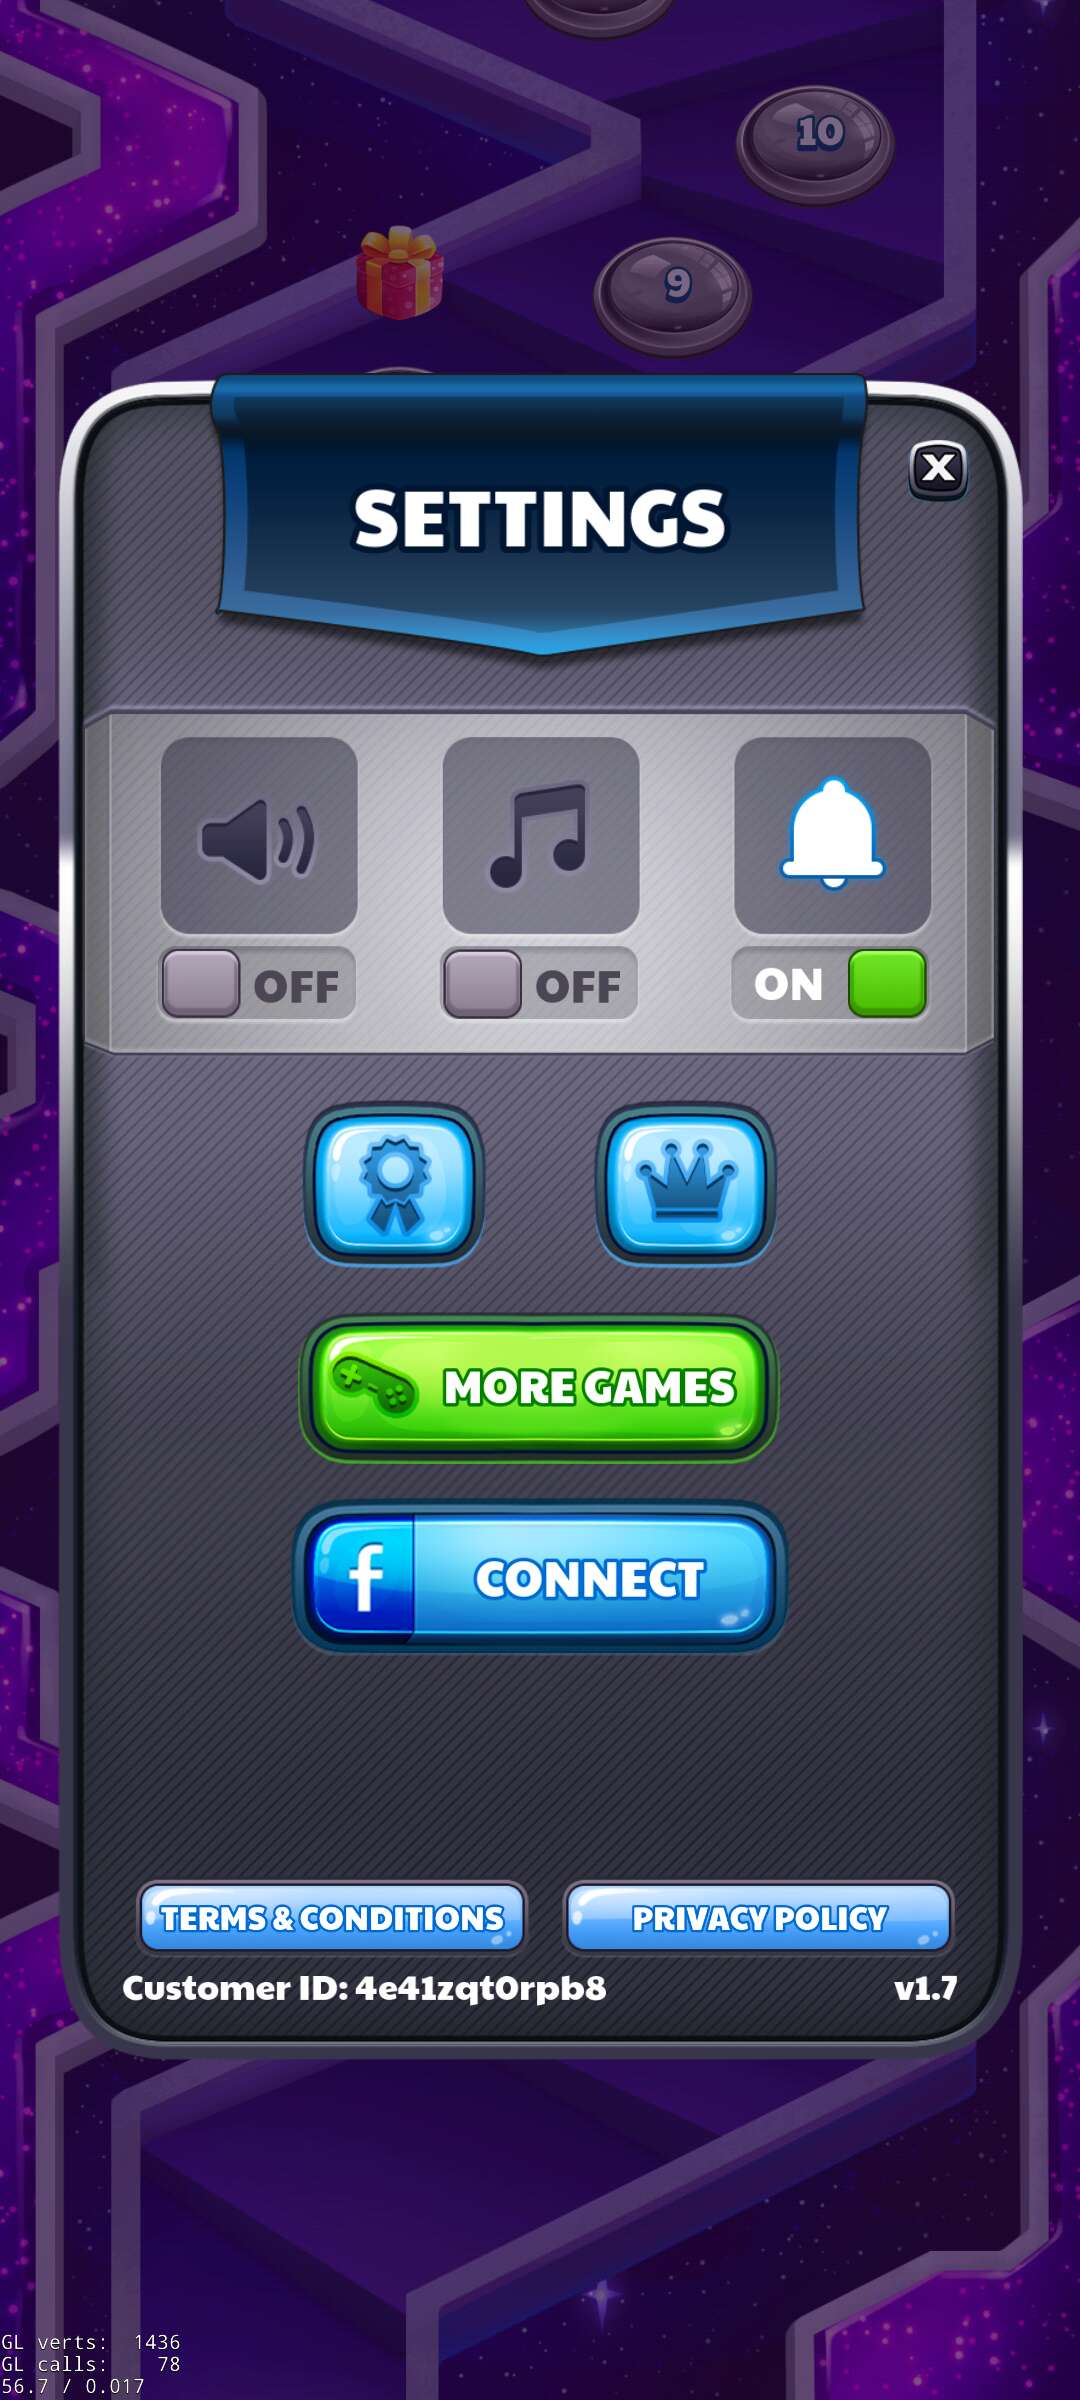 10
9
SETTINGS
X
OFF
OFF
ON
MORE GAMES
f CONNECT
TERMS & CONDITIONS
PRIVACY POLICY
Customer ID: 4e41zqt0rpb8
v1.7
GL verts: 1436
GL calls: 78
56.7 / 0.017